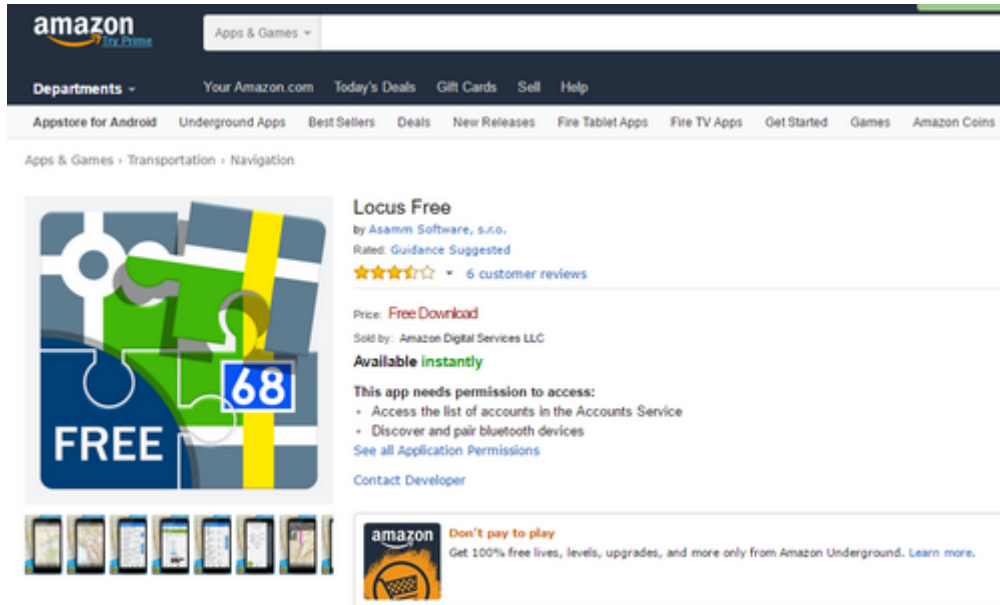 amazon
Try Prime
Apps & Games
Departments
Your Amazon.com Today's Deals Gift Cards Sell Help
Appstore for Android Underground Apps Best Sellers Deals New Releases Fire Tablet Apps Fire TV Apps Get Started Games Amazon Coins
Apps & Games › Transportation › Navigation
Locus Free
by Asamm Software, s.r.o.
Rated: Guidance Suggested
6 customer reviews
Price: Free Download
Sold by: Amazon Digital Services LLC
Available instantly
This app needs permission to access:
Access the list of accounts in the Accounts Service
Discover and pair bluetooth devices
See all Application Permissions
Contact Developer
68
FREE
amazon
Don't pay to play
Get 100% free lives, levels, upgrades, and more only from Amazon Underground. Learn more.